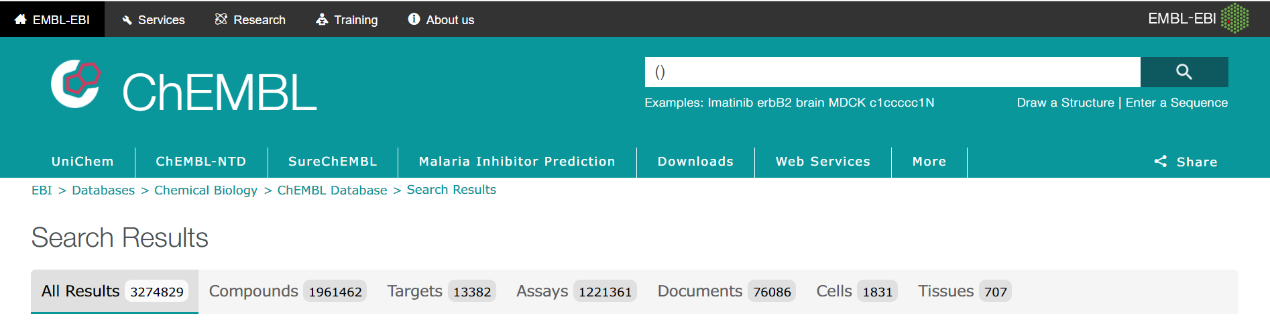 EMBL-EBI Services Research Training About us EMBL-EBI
ChEMBL
()
Examples: Imatinib erbB2 brain MDCK c1ccccc1N Draw a Structure | Enter a Sequence
UniChem ChEMBL-NTD SureChEMBL Malaria Inhibitor Prediction Downloads Web Services More Share
EBI > Databases > Chemical Biology > ChEMBL Database > Search Results
Search Results
All Results 3274829 Compounds 1961462 Targets 13382 Assays 1221361 Documents 76086 Cells 1831 Tissues 707